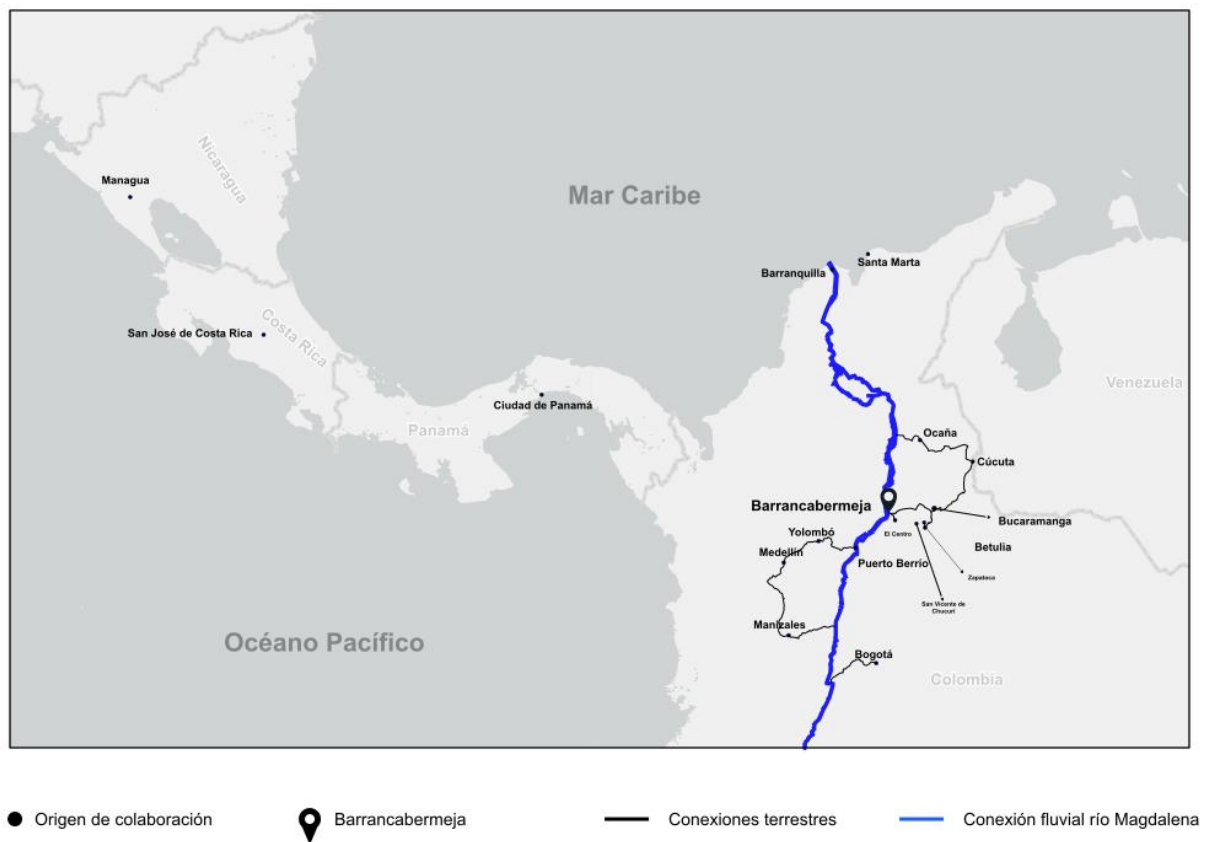 Nicaragua
Managua
Mar Caribe
Santa Marta
Barranquilla
Costa Rica
San José de Costa Rica
Venezuela
Ciudad de Panamá
Panamá
Ocaña
Cúcuta
Barrancabermeja
Bucaramanga
El Centro
Yolombó
Betulia
Medellín
Puerto Berrío
Zapatoca
San Vicente de
Chucurí
Manizales
Océano Pacífico
Bogotá
Colombia
Origen de colaboración
Barrancabermeja
Conexiones terrestres
Conexión fluvial río Magdalena